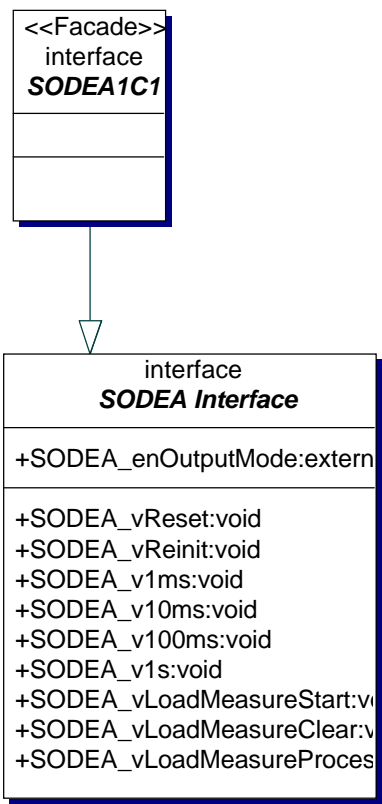 <<Facade>>
interface
SODEA1C1
interface
SODEA Interface
+SODEA_enOutputMode:extern
+SODEA_vReset:void
+SODEA_vReinit:void
+SODEA_v1ms:void
+SODEA_v10ms:void
+SODEA_v100ms:void
+SODEA_v1s:void
+SODEA_vLoadMeasureStart:v
+SODEA_vLoadMeasureClear:v
+SODEA_vLoadMeasureProces